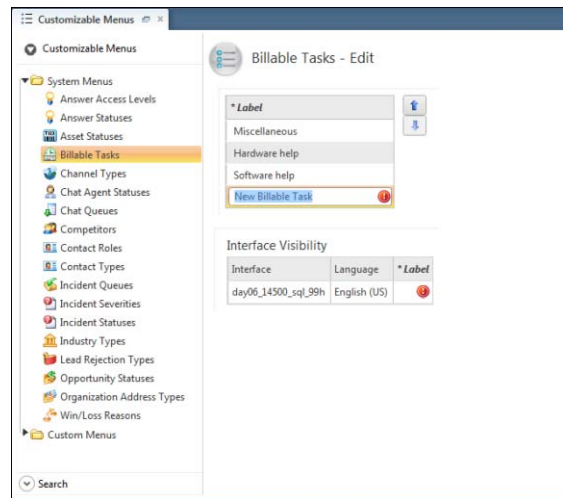 Customizable Menus
Customizable Menus
System Menus
Answer Access Levels
Answer Statuses
Asset Statuses
Billable Tasks
Channel Types
Chat Agent Statuses
Chat Queues
Competitors
Contact Roles
Contact Types
Incident Queues
Incident Severities
Incident Statuses
Industry Types
Lead Rejection Types
Opportunity Statuses
Organization Address Types
Win/Loss Reasons
Custom Menus
Search
Billable Tasks - Edit
* Label
Miscellaneous
Hardware help
Software help
New Billable Task
Interface Visibility
Interface Language * Label
day06_14500_sql_99h English (US)